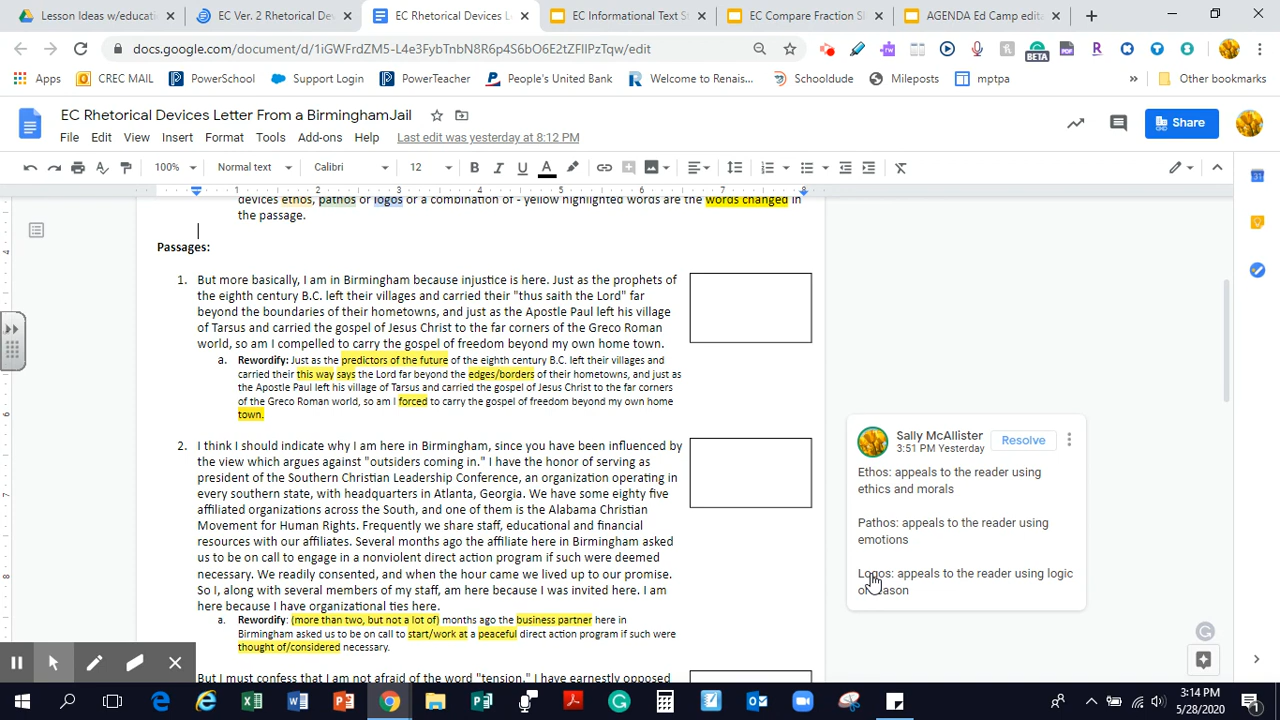 Lesson Ideas w/educati
EC Ver. 2 Rhetorical Dev
EC Rhetorical Devices L
EC Informational Text St
EC Compare Fraction Sl
AGENDA Ed Camp edite
docs.google.com/document/d/1iGWFrdZM5-L4e3FybTnbN8R6p4S6bO6E2tZFlIPzTqw/edit
BETA
Apps
CREC MAIL
PowerSchool
Support Login
PowerTeacher
People's United Bank
Welcome to Renais...
Schooldude
Mileposts
mptpa
Other bookmarks
EC Rhetorical Devices Letter From a BirminghamJail
File Edit View Insert Format Tools Add-ons Help Last edit was yesterday at 8:12 PM
Share
100% Normal text Calibri 12 B I U A
1 2 3 4 5 6 7 8
devices ethos, pathos or logos or a combination of - yellow highlighted words are the words changed in
the passage.
Passages:
1. But more basically, I am in Birmingham because injustice is here. Just as the prophets of
the eighth century B.C. left their villages and carried their "thus saith the Lord" far
beyond the boundaries of their hometowns, and just as the Apostle Paul left his village
of Tarsus and carried the gospel of Jesus Christ to the far corners of the Greco Roman
world, so am I compelled to carry the gospel of freedom beyond my own home town.
a. Rewordify: Just as the predictors of the future of the eighth century B.C. left their villages and
carried their this way says the Lord far beyond the edges/borders of their hometowns, and just as
the Apostle Paul left his village of Tarsus and carried the gospel of Jesus Christ to the far corners
of the Greco Roman world, so am I forced to carry the gospel of freedom beyond my own home
town.
2. I think I should indicate why I am here in Birmingham, since you have been influenced by
the view which argues against "outsiders coming in." I have the honor of serving as
president of the Southern Christian Leadership Conference, an organization operating in
every southern state, with headquarters in Atlanta, Georgia. We have some eighty five
affiliated organizations across the South, and one of them is the Alabama Christian
Movement for Human Rights. Frequently we share staff, educational and financial
resources with our affiliates. Several months ago the affiliate here in Birmingham asked
us to be on call to engage in a nonviolent direct action program if such were deemed
necessary. We readily consented, and when the hour came we lived up to our promise.
So I, along with several members of my staff, am here because I was invited here. I am
here because I have organizational ties here.
a. Rewordify: (more than two, but not a lot of) months ago the business partner here in
Birmingham asked us to be on call to start/work at a peaceful direct action program if such were
thought of/considered necessary.
But I must confess that I am not afraid of the word "tension." I have earnestly opposed
Sally McAllister
3:51 PM Yesterday
Resolve
Ethos: appeals to the reader using
ethics and morals
Pathos: appeals to the reader using
emotions
Logos: appeals to the reader using logic
or reason
3:14 PM
5/28/2020